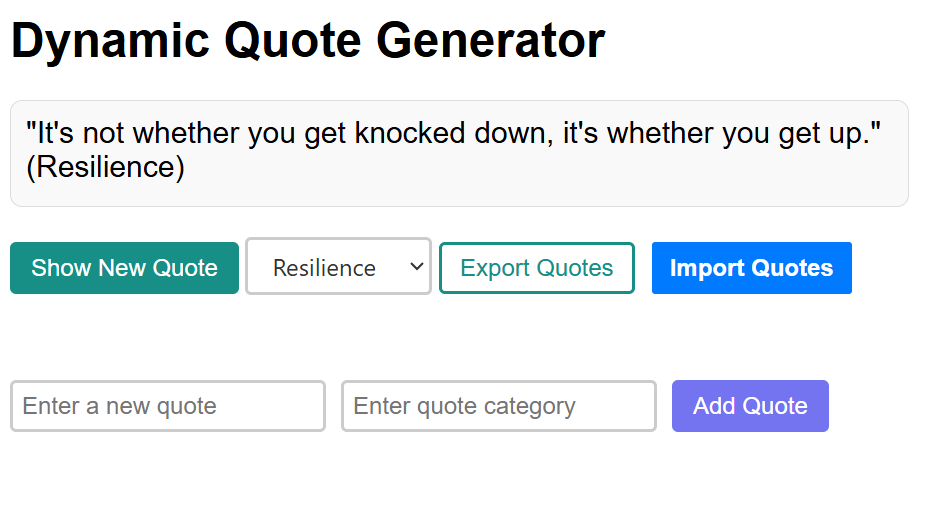 Dynamic Quote Generator
"It's not whether you get knocked down, it's whether you get up."
(Resilience)
Show New Quote Resilience Export Quotes Import Quotes
Enter a new quote Enter quote category Add Quote